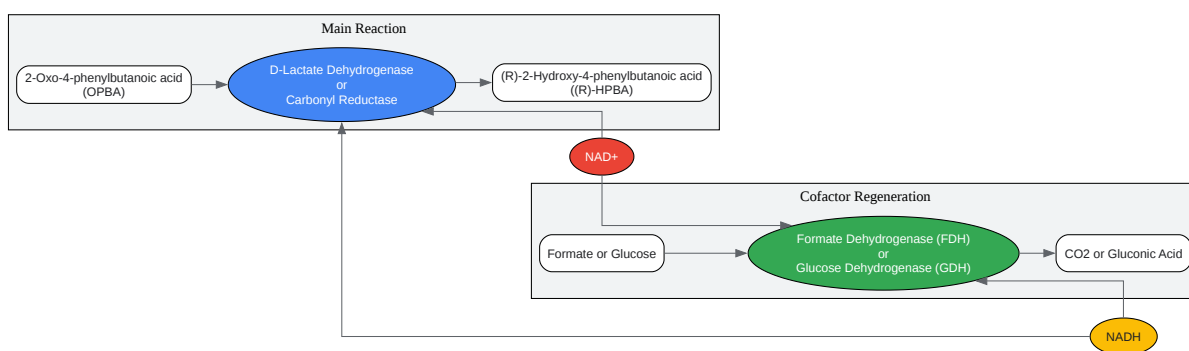 Main Reaction
2-Oxo-4-phenylbutanoic acid
(OPBA)
D-Lactate Dehydrogenase
or
Carbonyl Reductase
(R)-2-Hydroxy-4-phenylbutanoic acid
((R)-HPBA)
NAD+
Cofactor Regeneration
Formate or Glucose
Formate Dehydrogenase (FDH)
or
Glucose Dehydrogenase (GDH)
CO2 or Gluconic Acid
NADH